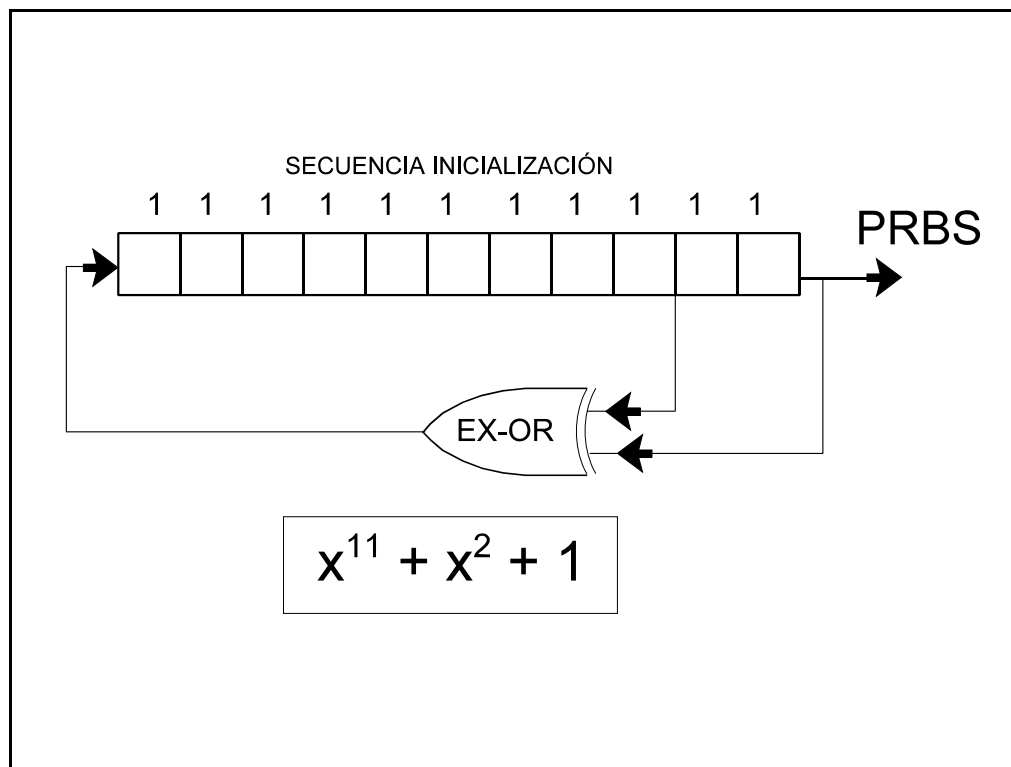 SECUENCIA INICIALIZACIÓN
1 1 1 1 1 1 1 1 1 1 1
PRBS
EX-OR
x¹¹ + x² + 1